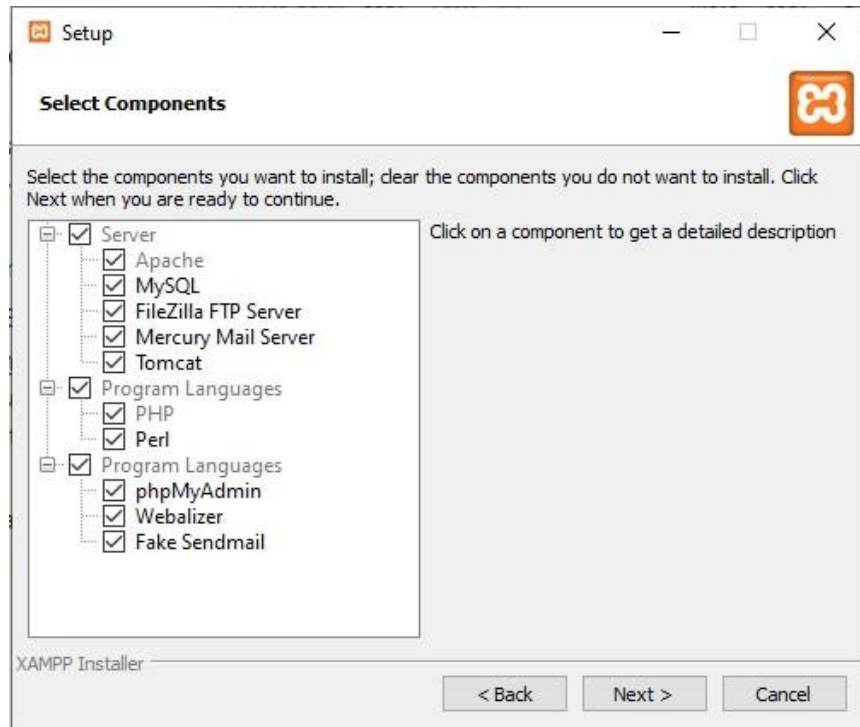 Setup
Select Components
Select the components you want to install; clear the components you do not want to install. Click
Next when you are ready to continue.
Server
Apache
MySQL
FileZilla FTP Server
Mercury Mail Server
Tomcat
Program Languages
PHP
Perl
Program Languages
phpMyAdmin
Webalizer
Fake Sendmail
Click on a component to get a detailed description
XAMPP Installer
< Back
Next >
Cancel